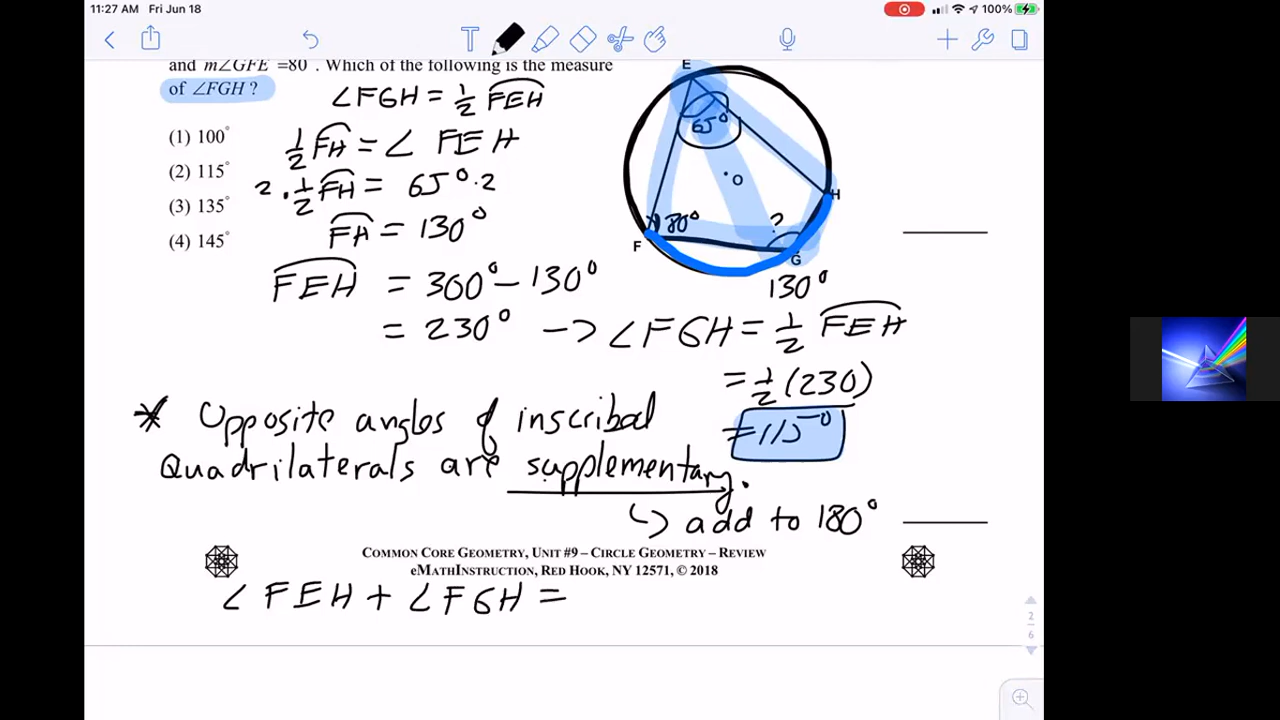 11:27 AM Fri Jun 18
100%
and m∠GFE =80 . Which of the following is the measure
of ∠FGH ?
∠FGH = 1/2 FEH
(1) 100°
1/2 FH = ∠ FEH
(2) 115°
2 · 1/2 FH = 65° · 2
(3) 135°
FH = 130°
(4) 145°
E
65°
O
H
80°
?
F
G
130°
FEH = 360° - 130°
= 230° -> ∠FGH = 1/2 FEH
= 1/2 (230)
= 115°
* Opposite angles of inscribed
Quadrilaterals are supplementary.
↳ add to 180°
COMMON CORE GEOMETRY, UNIT #9 – CIRCLE GEOMETRY – REVIEW
eMATHINSTRUCTION, RED HOOK, NY 12571, © 2018
∠ FEH + ∠FGH =
2
6